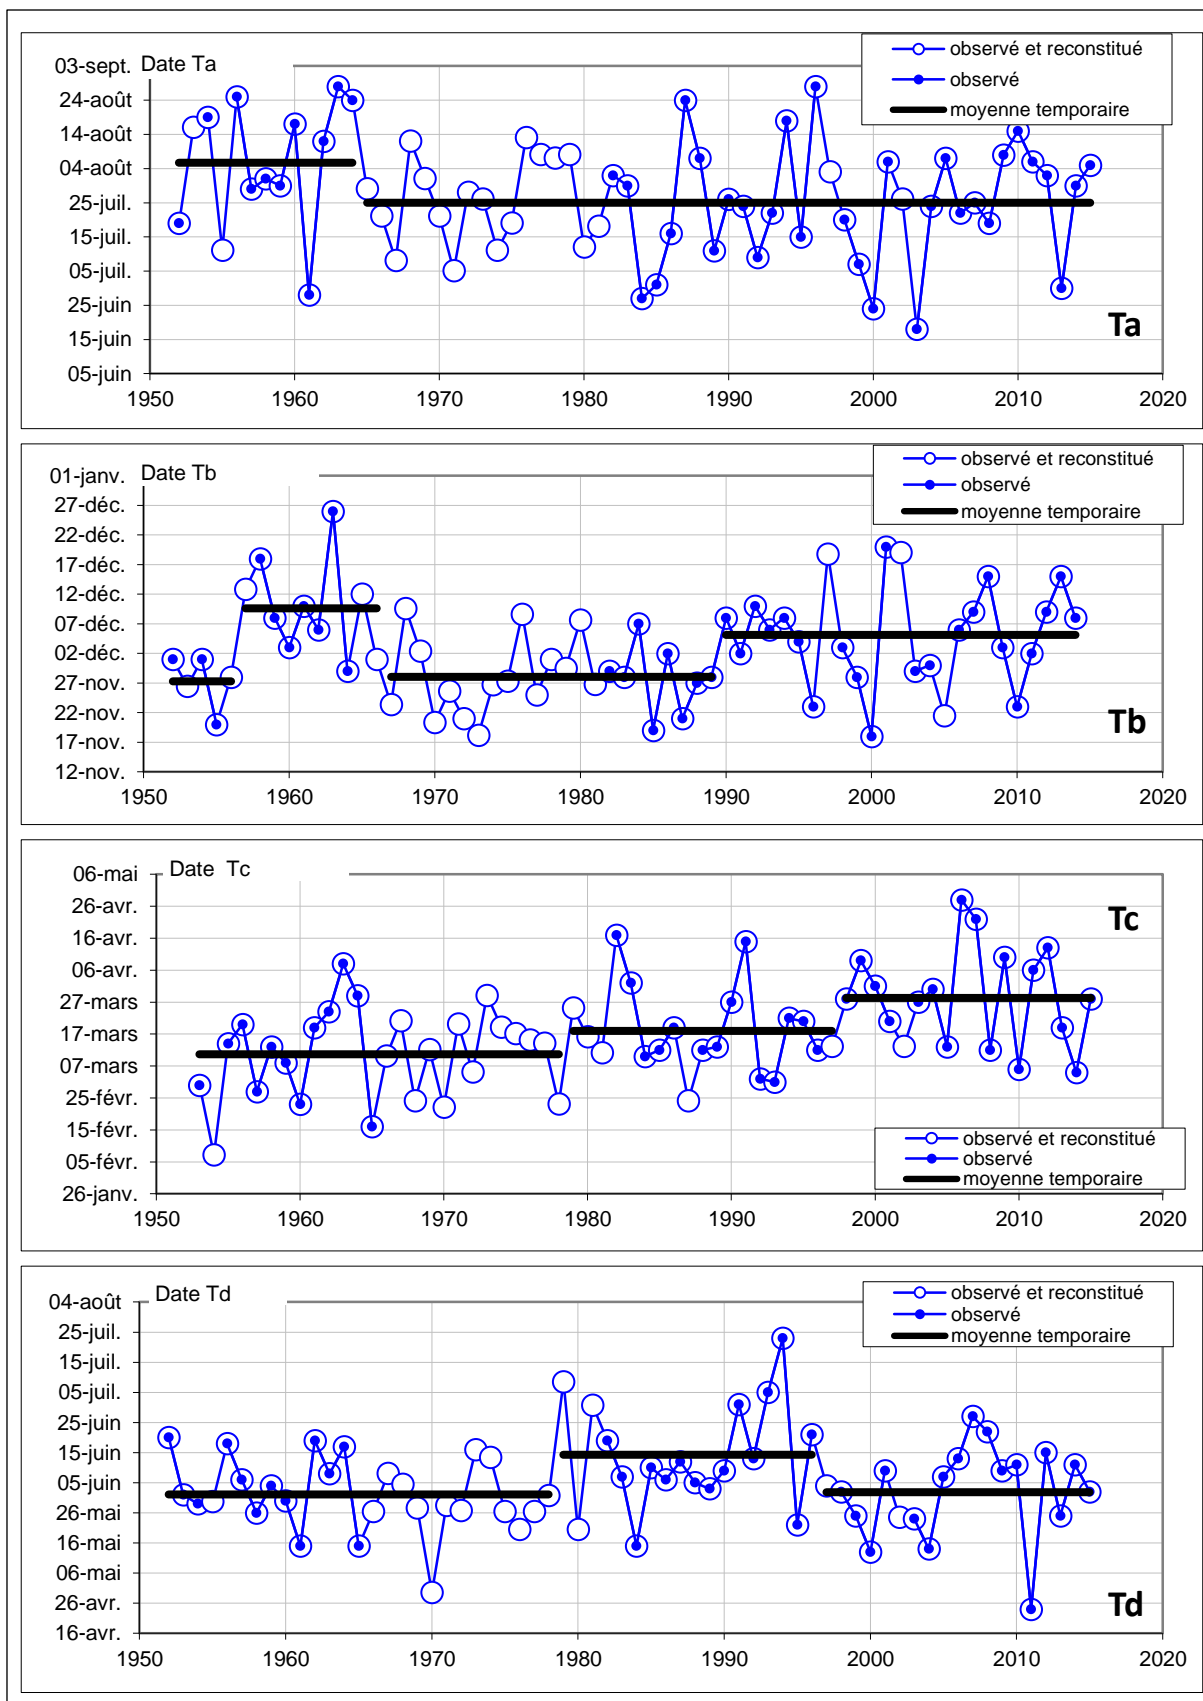 Date Ta
observé et reconstitué
observé
moyenne temporaire
03-sept.
24-août
14-août
04-août
25-juil.
15-juil.
05-juil.
25-juin
15-juin
05-juin
Ta
1950 1960 1970 1980 1990 2000 2010 2020
Date Tb
observé et reconstitué
observé
moyenne temporaire
01-janv.
27-déc.
22-déc.
17-déc.
12-déc.
07-déc.
02-déc.
27-nov.
22-nov.
17-nov.
12-nov.
Tb
1950 1960 1970 1980 1990 2000 2010 2020
Date Tc
06-mai
26-avr.
16-avr.
06-avr.
27-mars
17-mars
07-mars
25-févr.
15-févr.
05-févr.
26-janv.
Tc
observé et reconstitué
observé
moyenne temporaire
1950 1960 1970 1980 1990 2000 2010 2020
Date Td
observé et reconstitué
observé
moyenne temporaire
04-août
25-juil.
15-juil.
05-juil.
25-juin
15-juin
05-juin
26-mai
16-mai
06-mai
26-avr.
16-avr.
Td
1950 1960 1970 1980 1990 2000 2010 2020